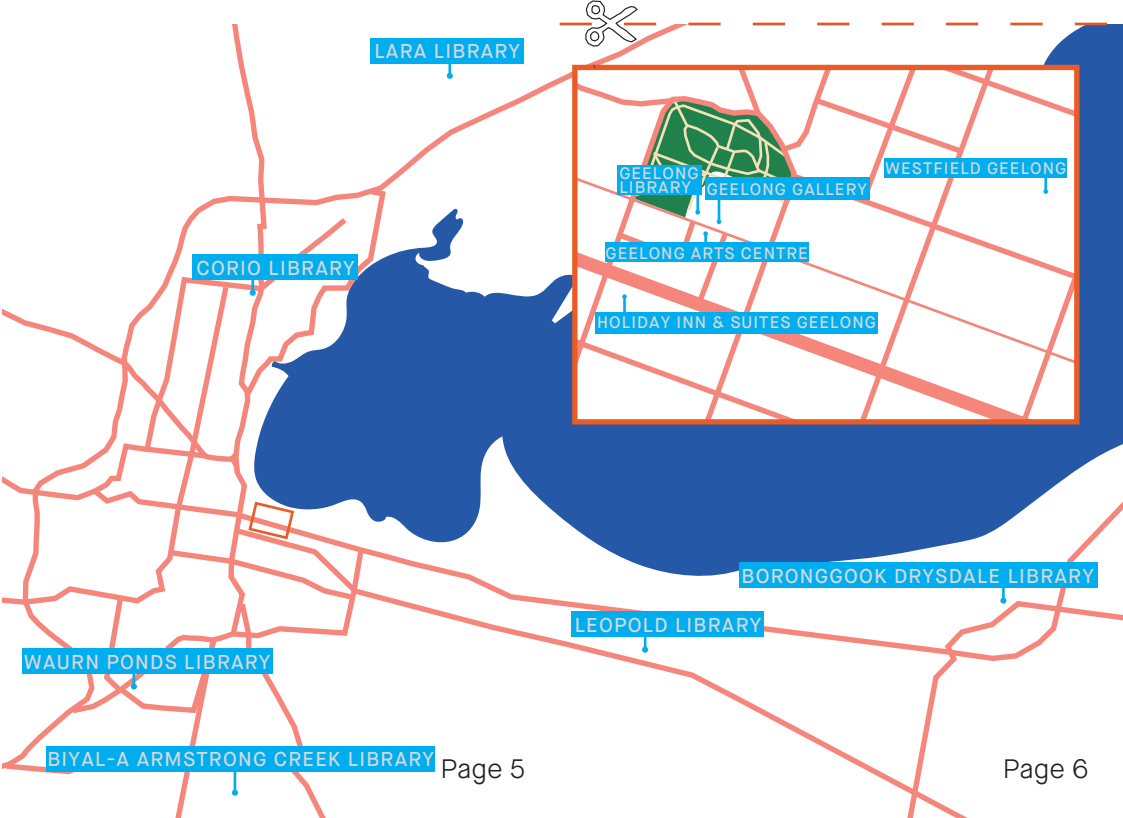 LARA LIBRARY
WESTFIELD GEELONG
GEELONG
LIBRARY
GEELONG GALLERY
GEELONG ARTS CENTRE
CORIO LIBRARY
HOLIDAY INN & SUITES GEELONG
BORONGGOOK DRYSDALE LIBRARY
LEOPOLD LIBRARY
WAURN PONDS LIBRARY
BIYAL-A ARMSTRONG CREEK LIBRARY
Page 5
Page 6